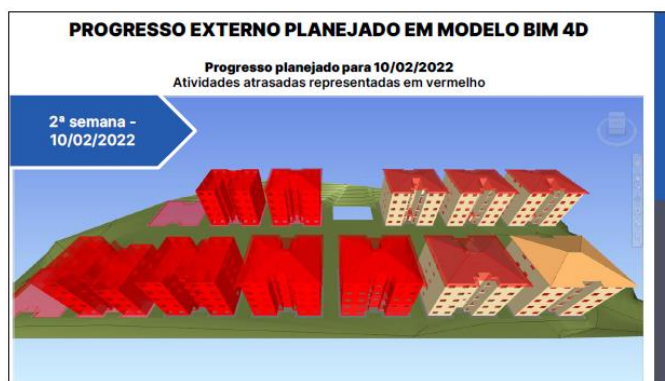 PROGRESSO EXTERNO PLANEJADO EM MODELO BIM 4D
Progresso planejado para 10/02/2022
Atividades atrasadas representadas em vermelho
2ª semana -
10/02/2022